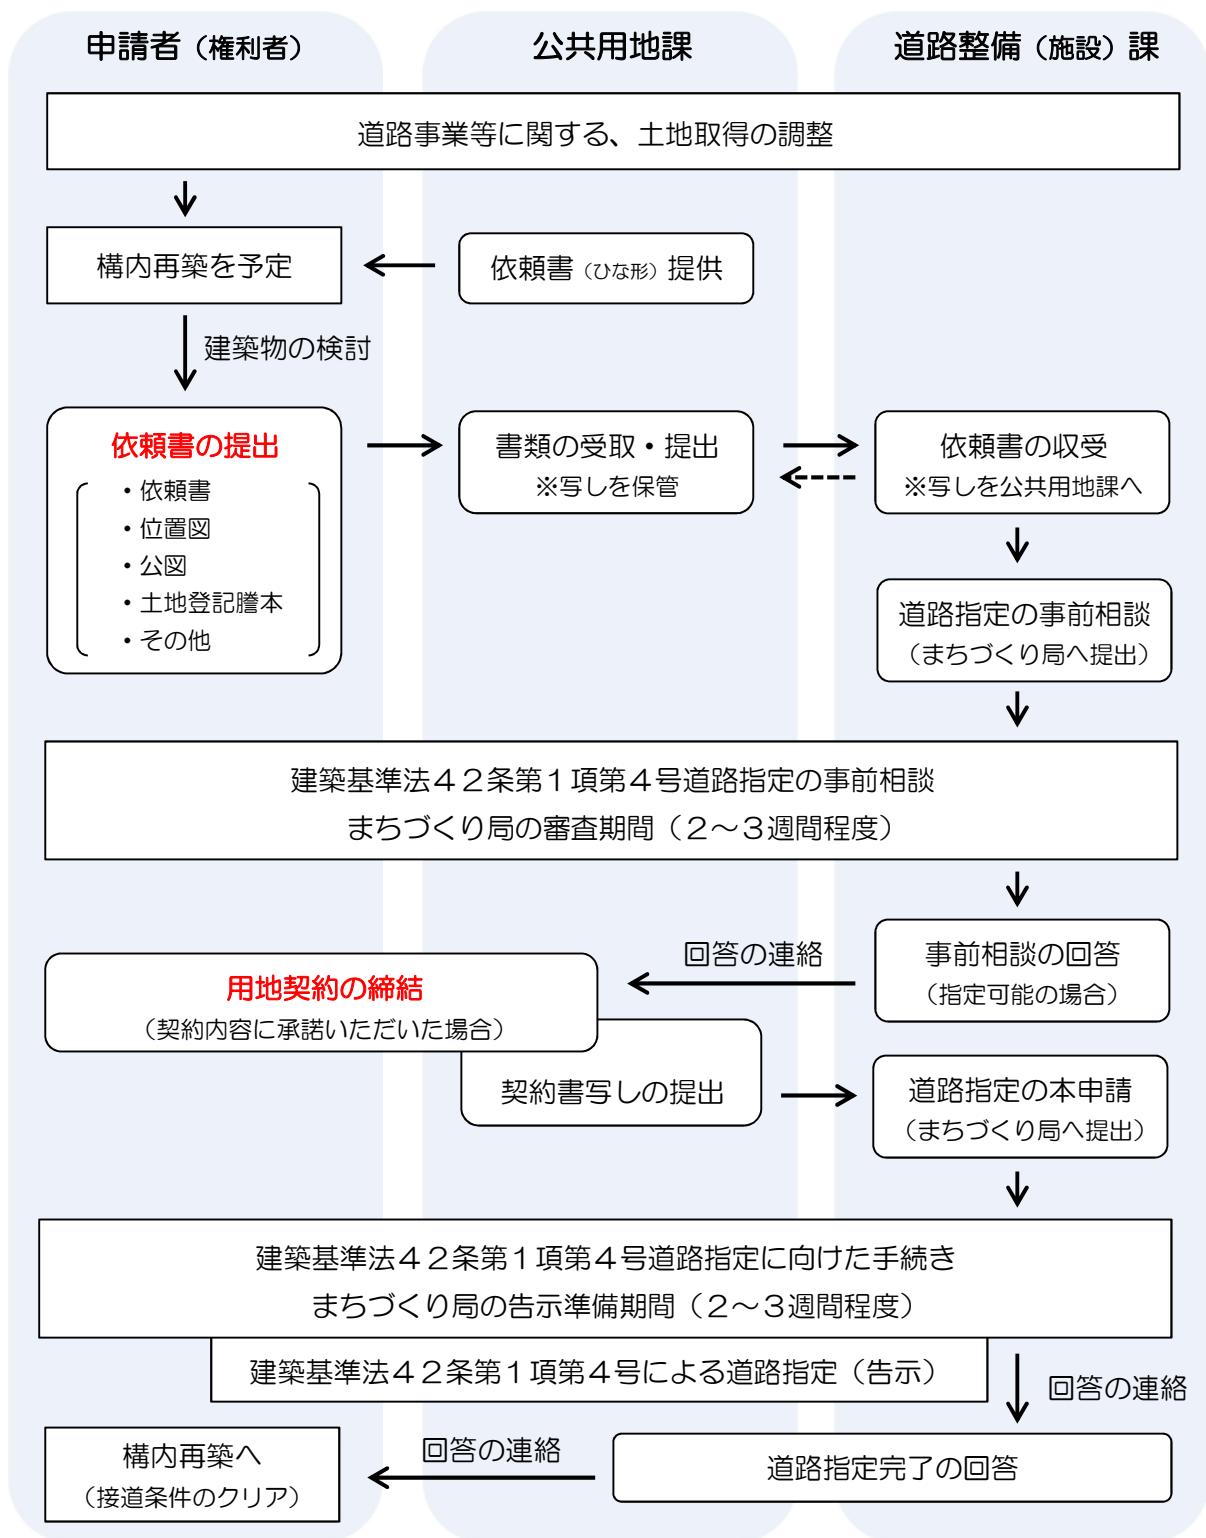 申請者（権利者）
公共用地課
道路整備（施設）課
道路事業等に関する、土地取得の調整
構内再築を予定
依頼書（ひな形）提供
建築物の検討
依頼書の提出
・依頼書
・位置図
・公図
・土地登記謄本
・その他
書類の受取・提出
※写しを保管
依頼書の収受
※写しを公共用地課へ
道路指定の事前相談
（まちづくり局へ提出）
建築基準法４２条第１項第４号道路指定の事前相談
まちづくり局の審査期間（２～３週間程度）
事前相談の回答
（指定可能の場合）
回答の連絡
用地契約の締結
（契約内容に承諾いただいた場合）
契約書写しの提出
道路指定の本申請
（まちづくり局へ提出）
建築基準法４２条第１項第４号道路指定に向けた手続き
まちづくり局の告示準備期間（２～３週間程度）
建築基準法４２条第１項第４号による道路指定（告示）
回答の連絡
道路指定完了の回答
回答の連絡
構内再築へ
（接道条件のクリア）